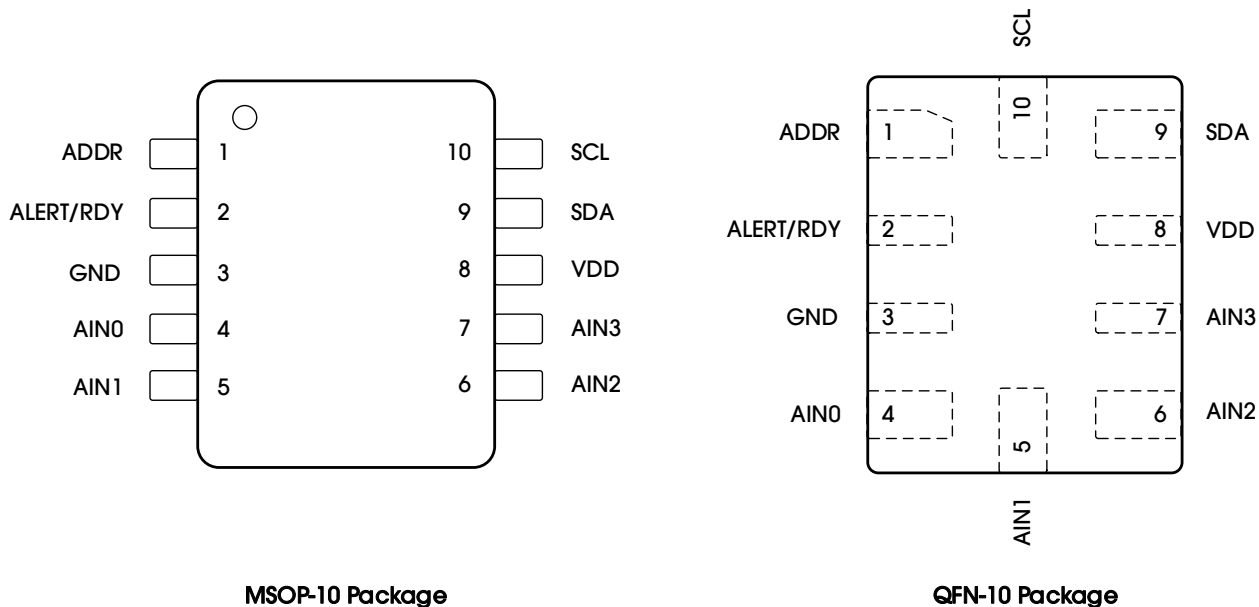 ADDR 1 10 SCL
ALERT/RDY 2 9 SDA
GND 3 8 VDD
AIN0 4 7 AIN3
AIN1 5 6 AIN2
MSOP-10 Package
SCL
10
ADDR 1 9 SDA
ALERT/RDY 2 8 VDD
GND 3 7 AIN3
AIN0 4 6 AIN2
5
AIN1
QFN-10 Package